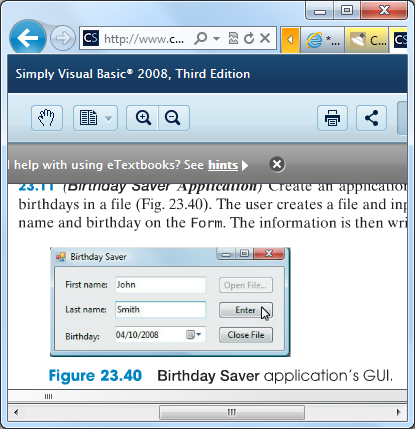 CS http://www.c...
*...
C...
CS
Simply Visual Basic® 2008, Third Edition
l help with using eTextbooks? See hints
23.11 (Birthday Saver Application) Create an application
birthdays in a file (Fig. 23.40). The user creates a file and inp
name and birthday on the Form. The information is then wri
Birthday Saver
First name: John Open File...
Last name: Smith Enter
Birthday: 04/10/2008 Close File
Figure 23.40 Birthday Saver application's GUI.